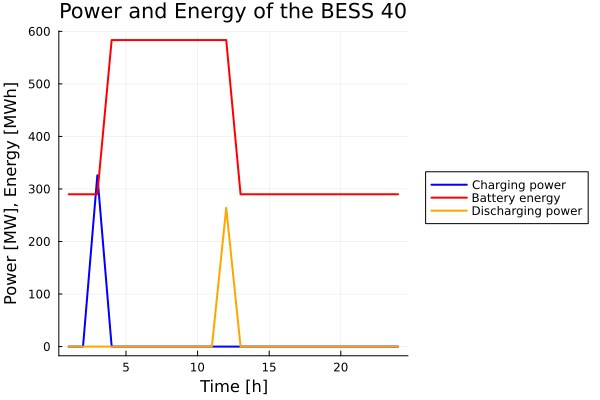 Power and Energy of the BESS 40
Power [MW], Energy [MWh]
600
500
400
300
200
100
0
5
10
15
20
Time [h]
Charging power
Battery energy
Discharging power